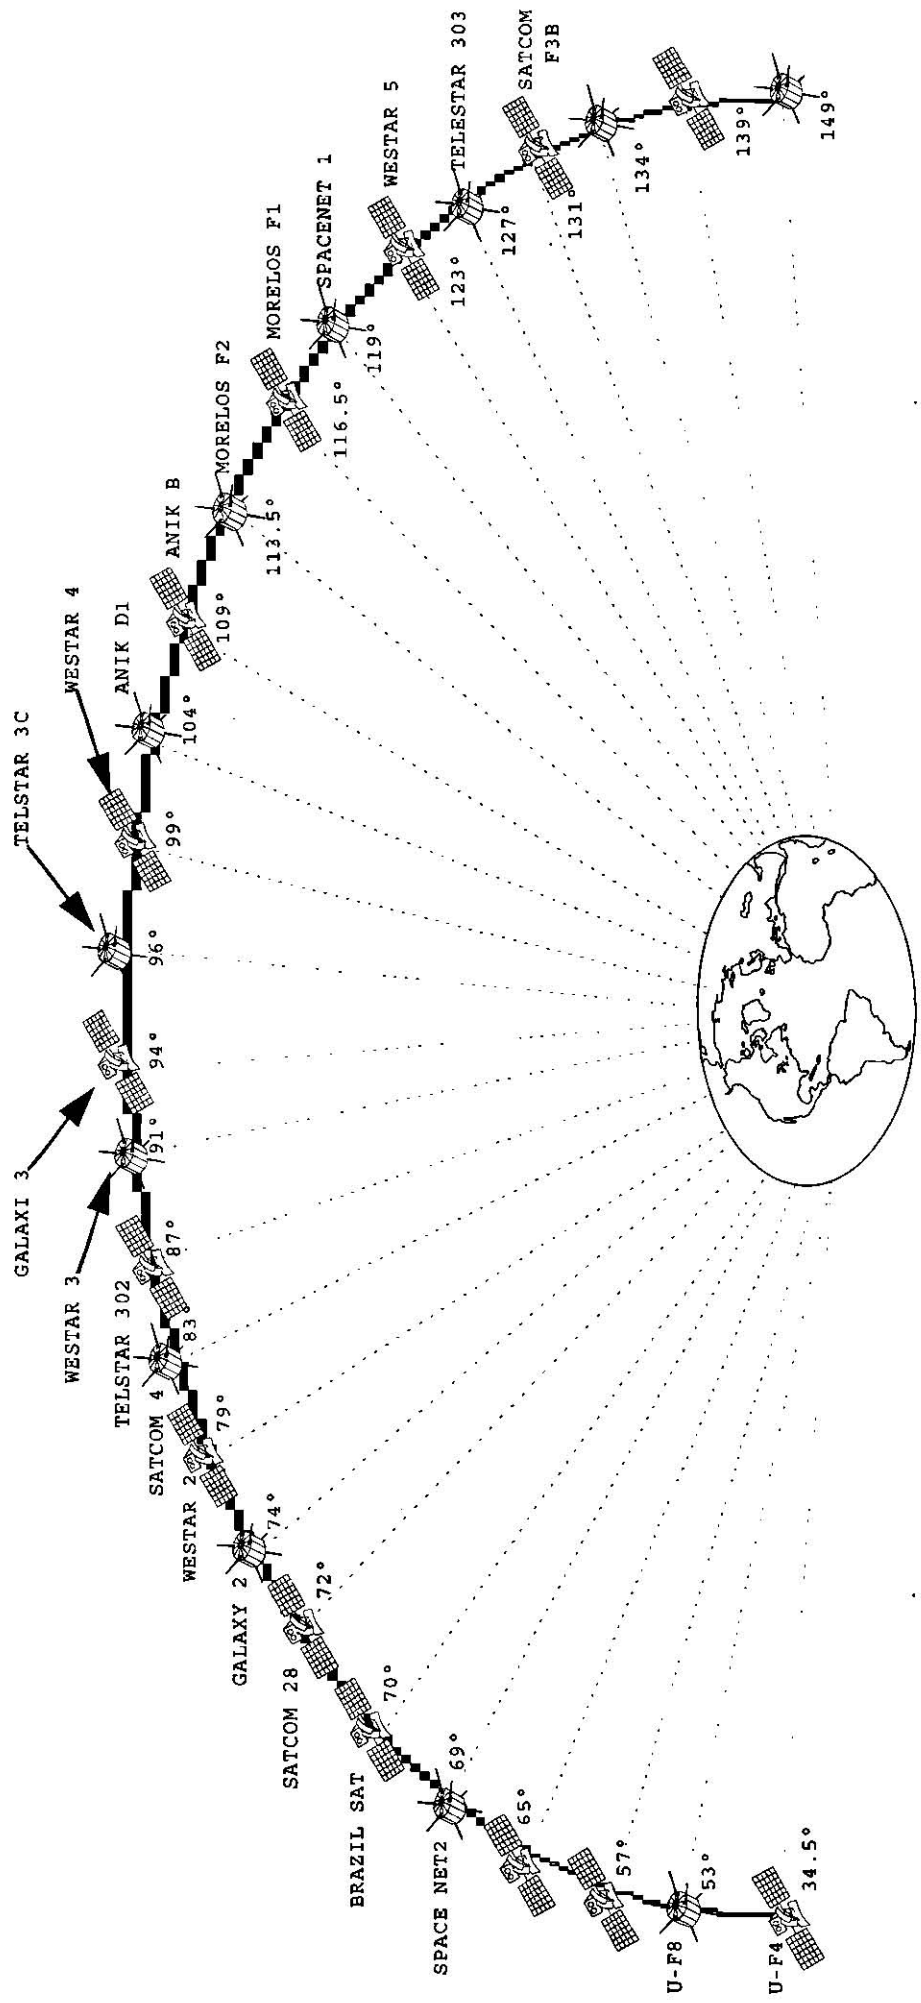 U-F4
34.5°
U-F8
53°
57°
65°
SPACE NET2
69°
BRAZIL SAT
70°
SATCOM 28
72°
GALAXY 2
74°
WESTAR 2
79°
SATCOM 4
83°
TELSTAR 302
87°
WESTAR 3
91°
GALAXI 3
94°
TELSTAR 3C
96°
WESTAR 4
99°
ANIK D1
104°
ANIK B
109°
MORELOS F2
113.5°
MORELOS F1
116.5°
SPACENET 1
119°
WESTAR 5
123°
TELESTAR 303
127°
SATCOM
F3B
131°
134°
139°
149°